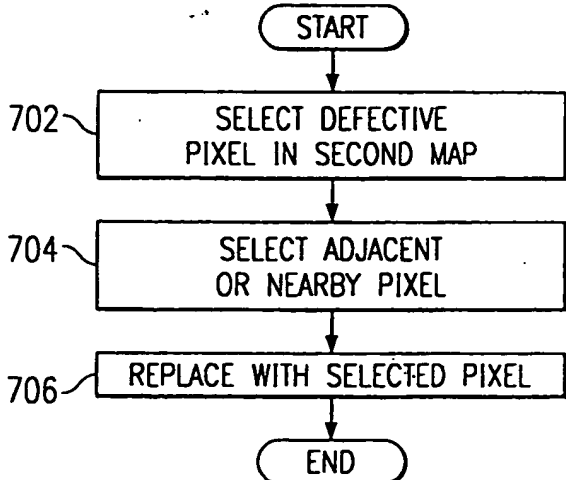 START
702
SELECT DEFECTIVE
PIXEL IN SECOND MAP
704
SELECT ADJACENT
OR NEARBY PIXEL
706
REPLACE WITH SELECTED PIXEL
END